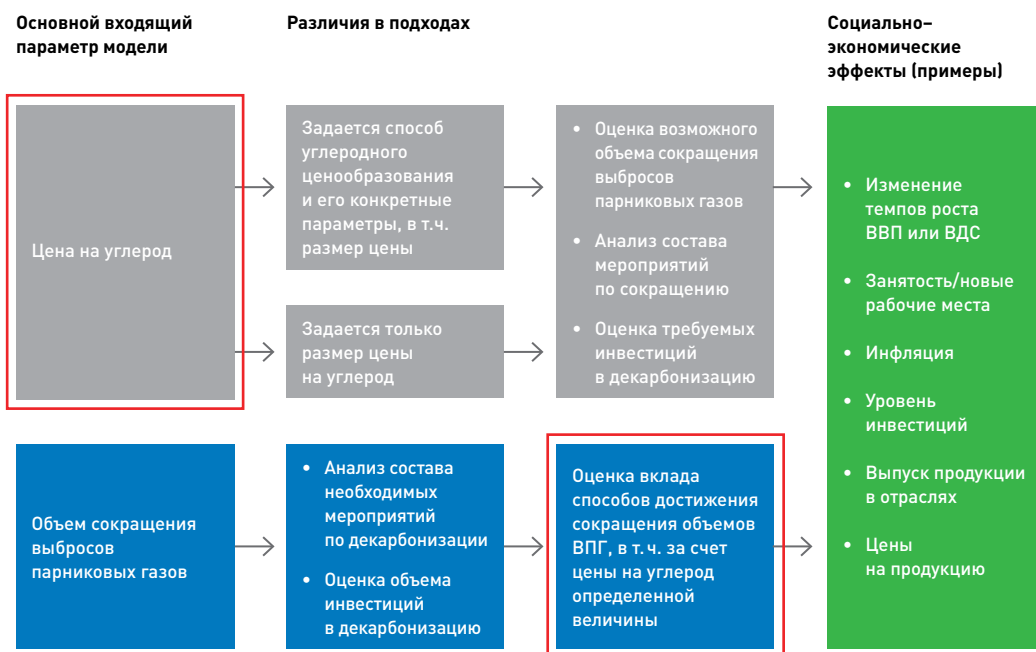 Основной входящий
параметр модели
Различия в подходах
Социально–
экономические
эффекты (примеры)
Цена на углерод
Задается способ
углеродного
ценообразования
и его конкретные
параметры, в т.ч.
размер цены
Задается только
размер цены
на углерод
• Оценка возможного
объема сокращения
выбросов
парниковых газов
• Анализ состава
мероприятий
по сокращению
• Оценка требуемых
инвестиций
в декарбонизацию
Объем сокращения
выбросов
парниковых газов
• Анализ состава
необходимых
мероприятий
по декарбонизации
• Оценка объема
инвестиций
в декарбонизацию
Оценка вклада
способов достижения
сокращения объемов
ВПГ, в т. ч. за счет
цены на углерод
определенной
величины
• Изменение
темпов роста
ВВП или ВДС
• Занятость/новые
рабочие места
• Инфляция
• Уровень
инвестиций
• Выпуск продукции
в отраслях
• Цены
на продукцию